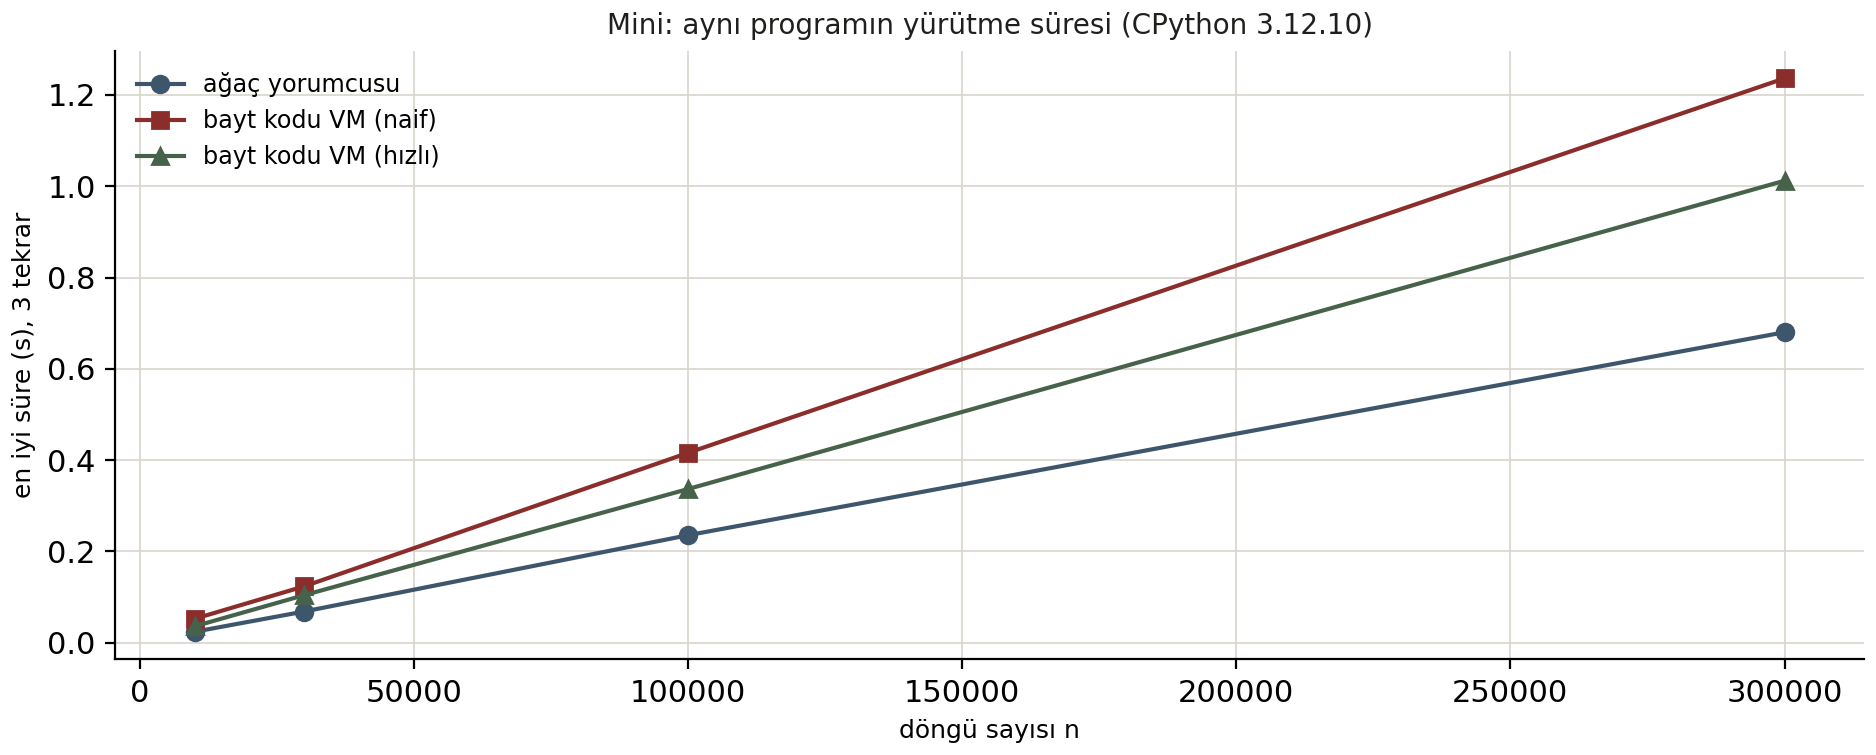 Mini: aynı programın yürütme süresi (CPython 3.12.10)
ağaç yorumcusu
bayt kodu VM (naif)
bayt kodu VM (hızlı)
en iyi süre (s), 3 tekrar
1.2
1.0
0.8
0.6
0.4
0.2
0.0
0 50000 100000 150000 200000 250000 300000
döngü sayısı n